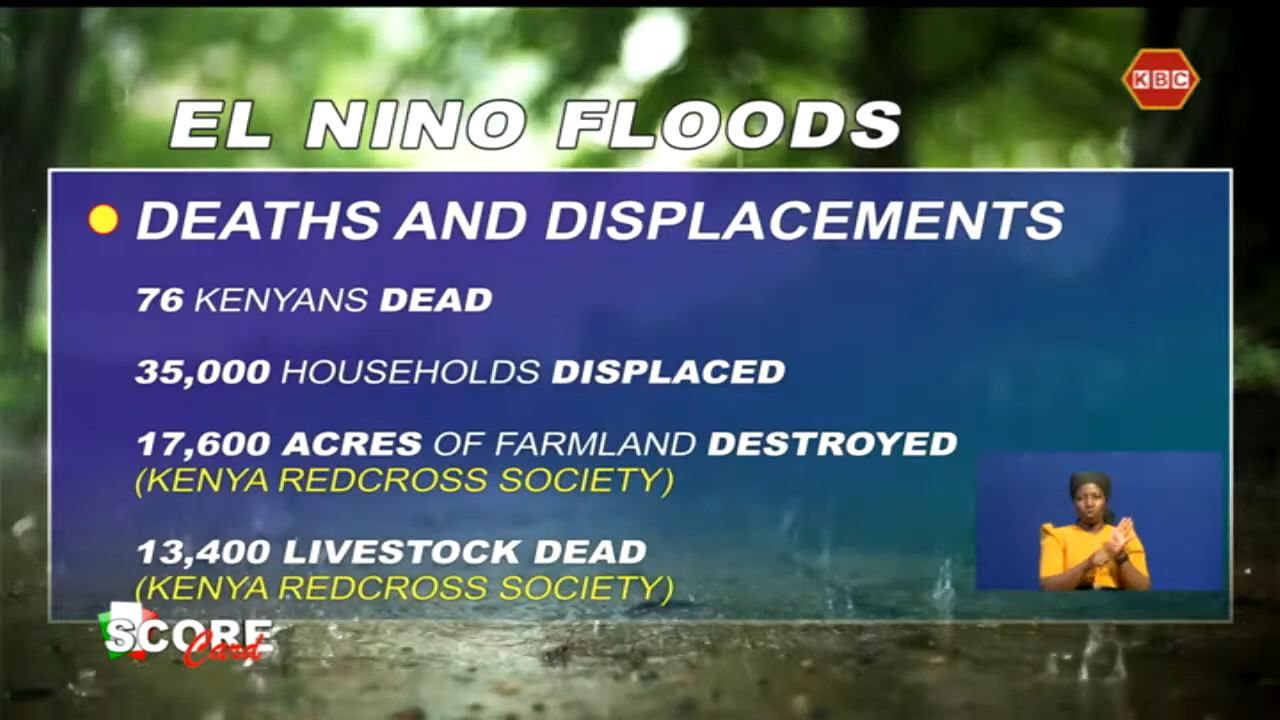 KBC
EL NINO FLOODS
DEATHS AND DISPLACEMENTS
76 KENYANS DEAD
35,000 HOUSEHOLDS DISPLACED
17,600 ACRES OF FARMLAND DESTROYED
(KENYA REDCROSS SOCIETY)
13,400 LIVESTOCK DEAD
(KENYA REDCROSS SOCIETY)
SCORE
Card